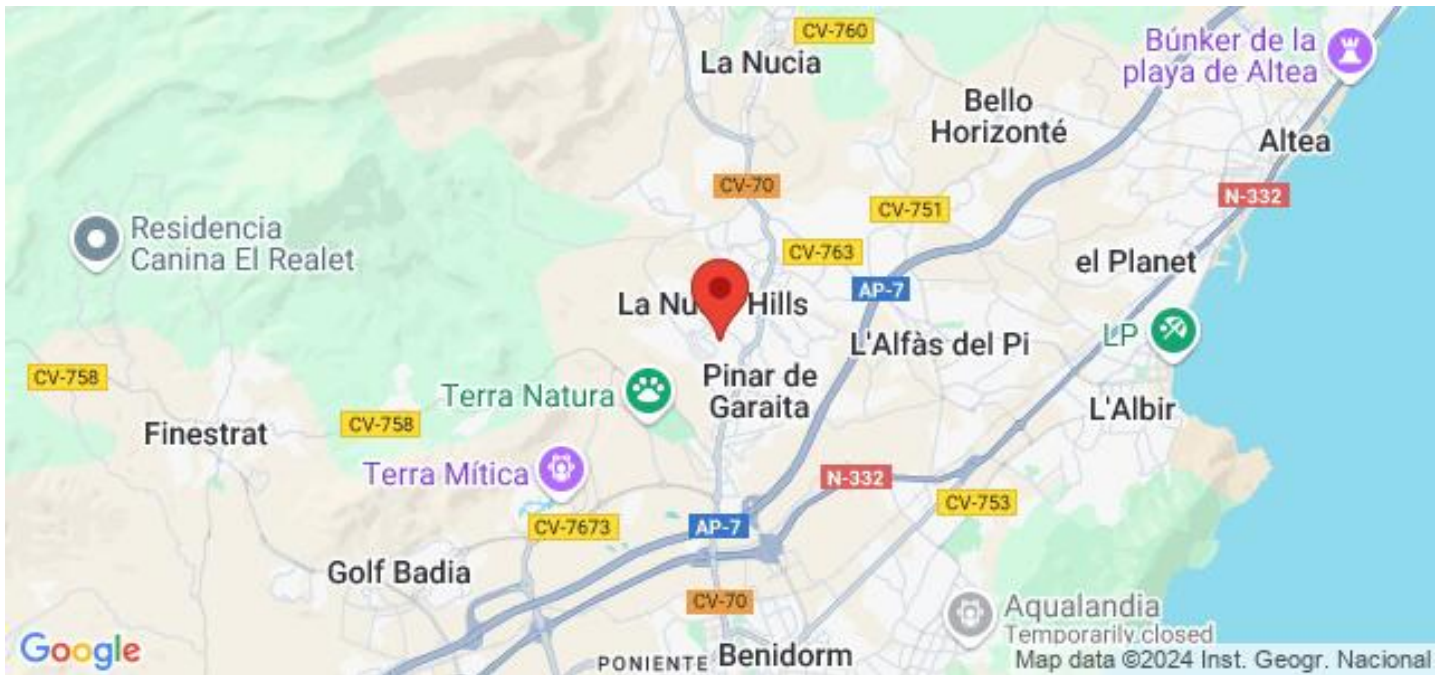 CV-760
La Nucia
Búnker de la
playa de Altea
Bello
Horizonté
Altea
CV-70
N-332
CV-751
Residencia
Canina El Realet
CV-763
el Planet
AP-7
La Nu
Hills
LP
L'Alfàs del Pi
CV-758
Pinar de
Garaita
Terra Natura
L'Albir
CV-758
Finestrat
Terra Mítica
N-332
CV-753
CV-7673
AP-7
Golf Badia
CV-70
Aqualandia
Temporarily closed
Google
PONIENTE
Benidorm
Map data ©2024 Inst. Geogr. Nacional